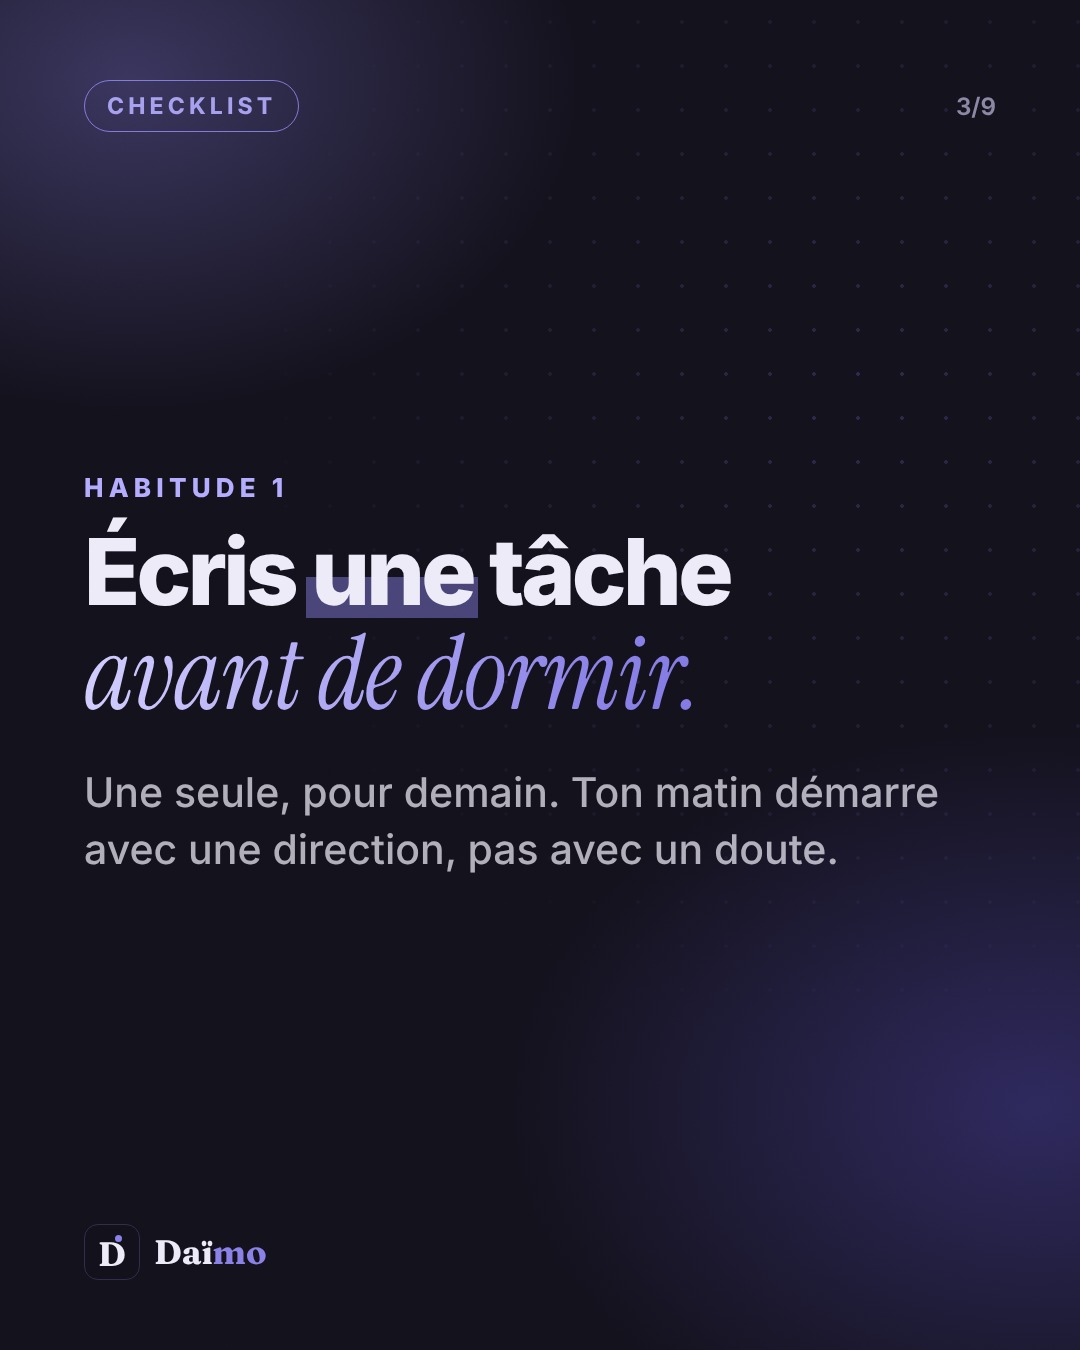 CHECKLIST
3/9
HABITUDE 1
Écris une tâche
avant de dormir.
Une seule, pour demain. Ton matin démarre
avec une direction, pas avec un doute.
D Daïmo